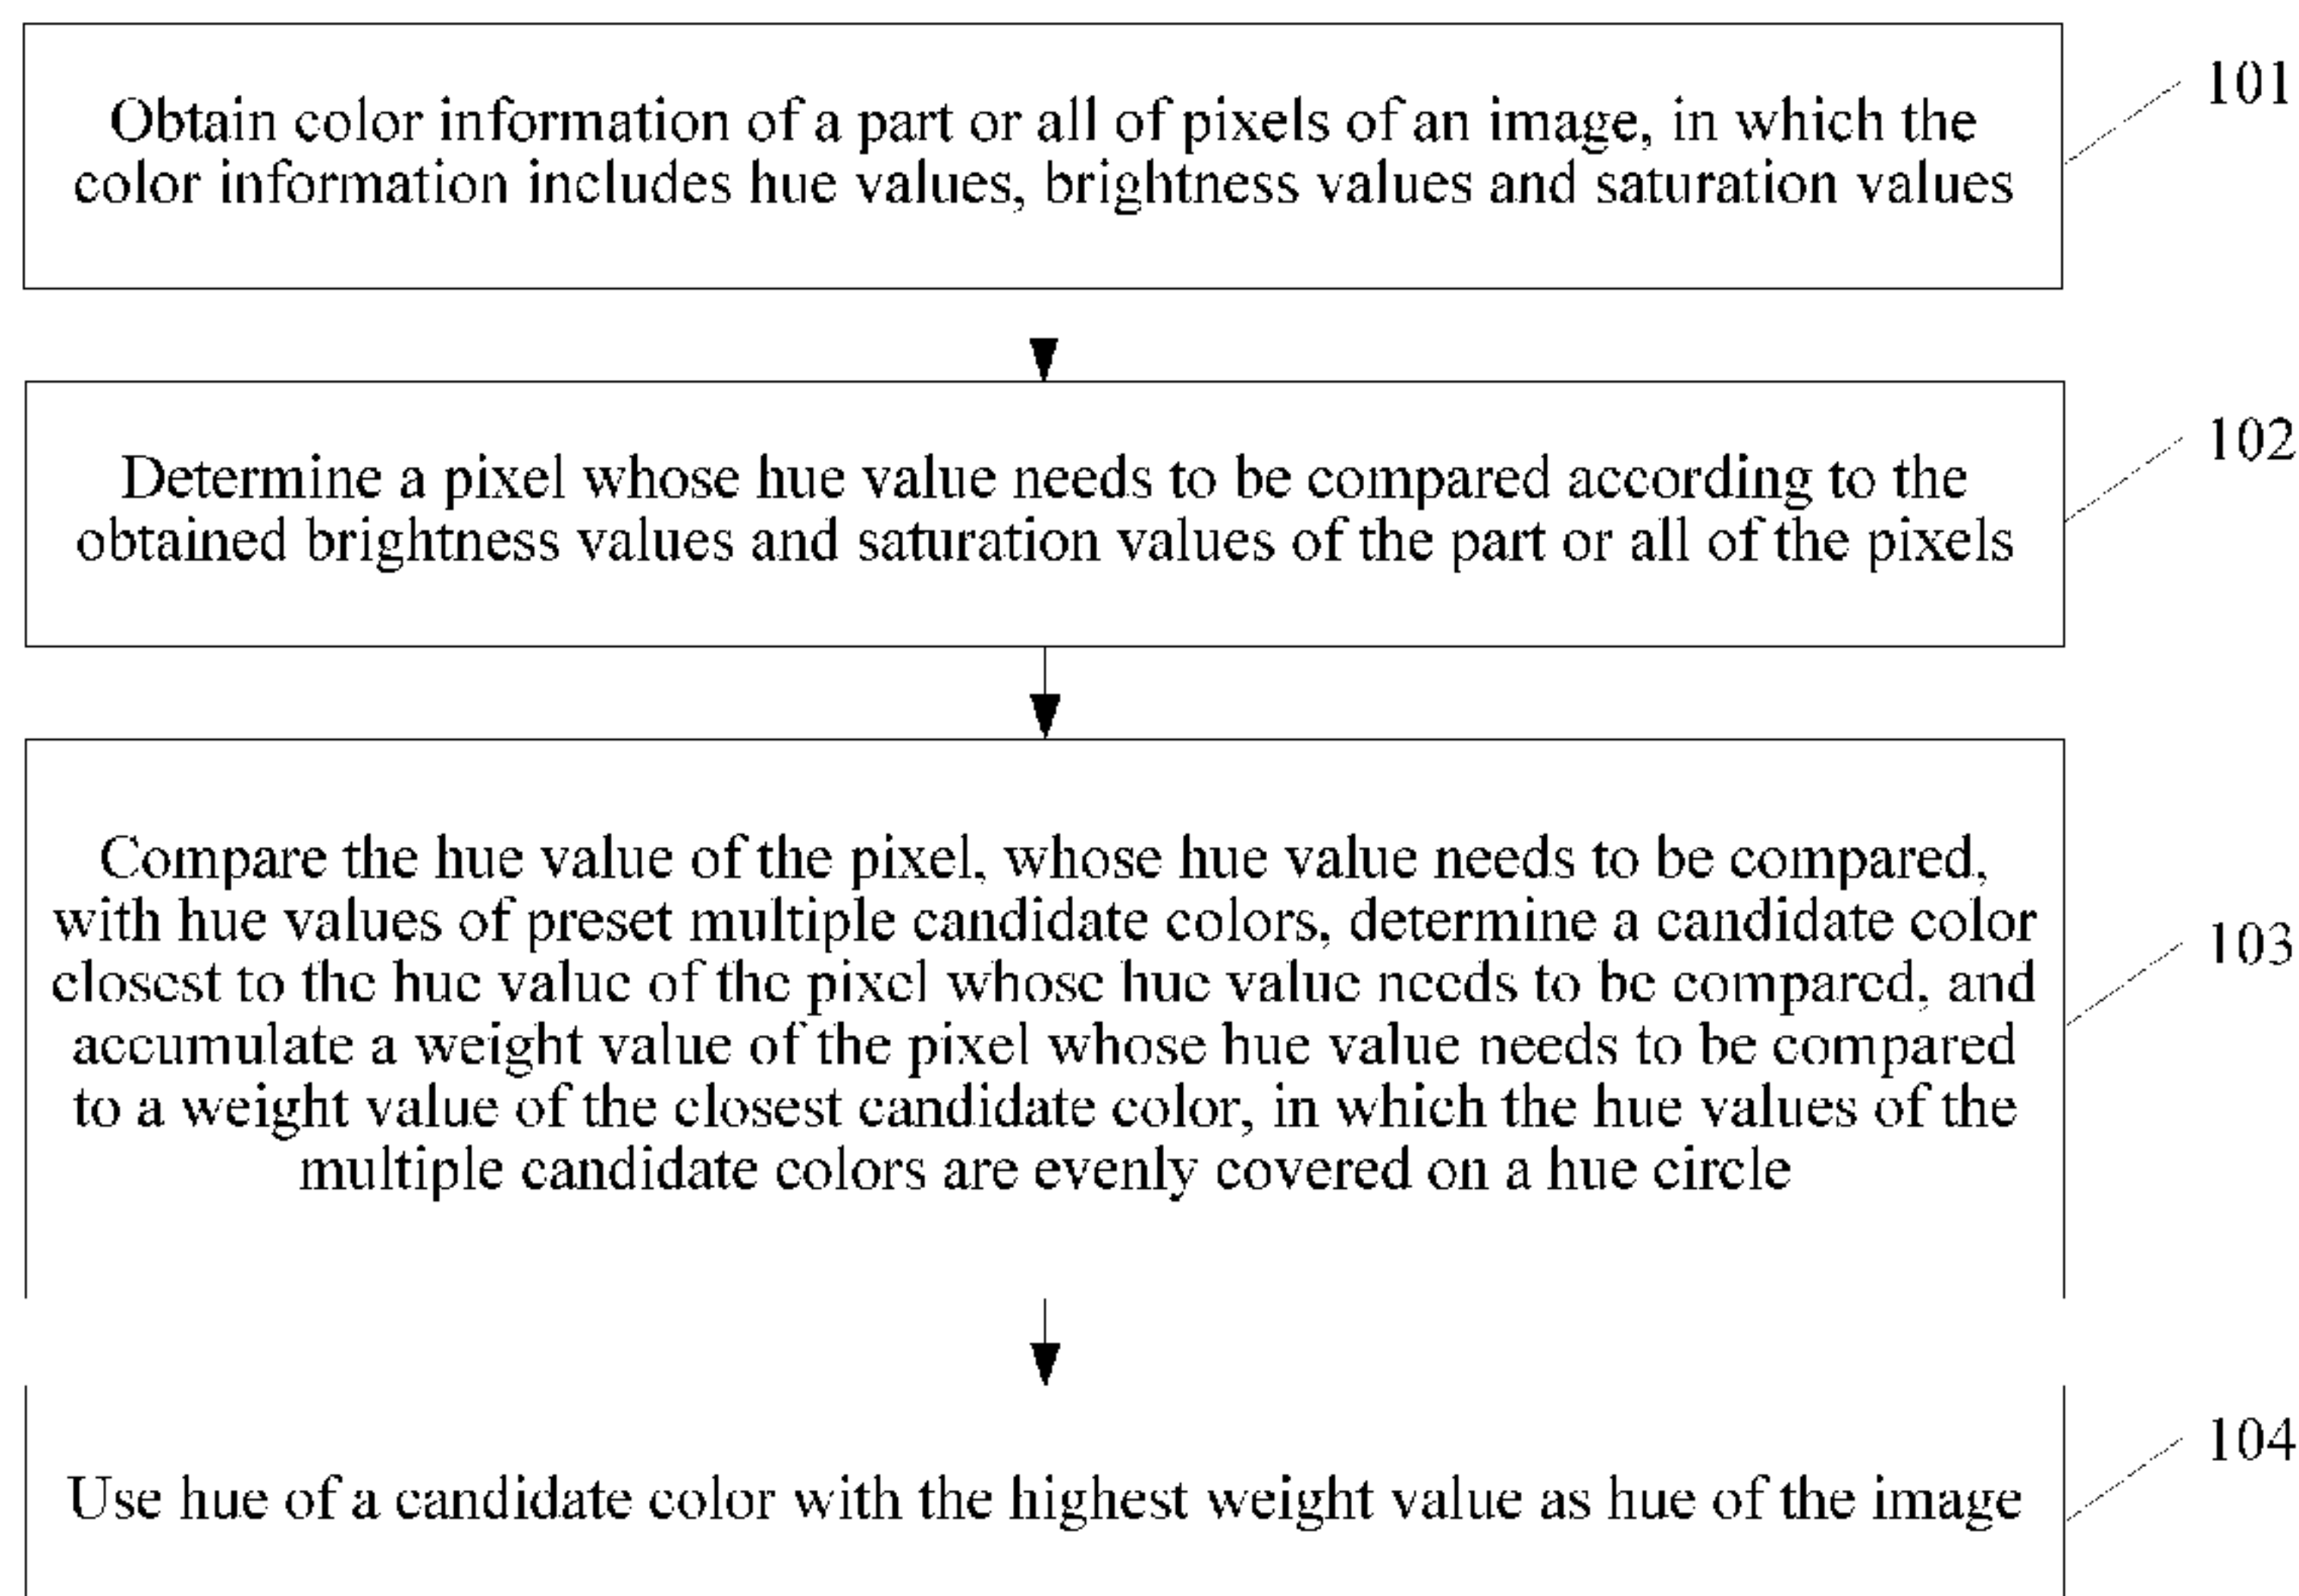 Obtain color information of a part or all of pixels of an image, in which the
color information includes hue values, brightness values and saturation values
101
Determine a pixel whose hue value needs to be compared according to the
obtained brightness values and saturation values of the part or all of the pixels
102
Compare the hue value of the pixel, whose hue value needs to be compared,
with hue values of preset multiple candidate colors, determine a candidate color
closest to the hue value of the pixel whose hue value needs to be compared, and
accumulate a weight value of the pixel whose hue value needs to be compared
to a weight value of the closest candidate color, in which the hue values of the
multiple candidate colors are evenly covered on a hue circle
103
Use hue of a candidate color with the highest weight value as hue of the image
104